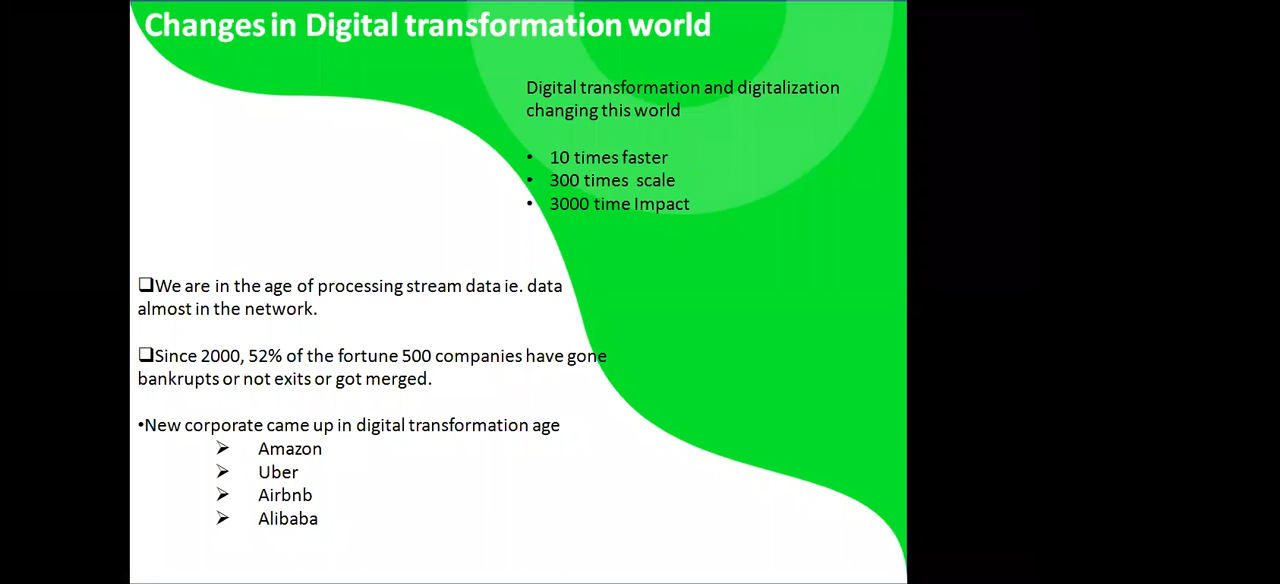 Changes in Digital transformation world
Digital transformation and digitalization
changing this world
• 10 times faster
• 300 times scale
• 3000 time Impact
❑We are in the age of processing stream data ie. data
almost in the network.
❑Since 2000, 52% of the fortune 500 companies have gone
bankrupts or not exits or got merged.
•New corporate came up in digital transformation age
➢ Amazon
➢ Uber
➢ Airbnb
➢ Alibaba